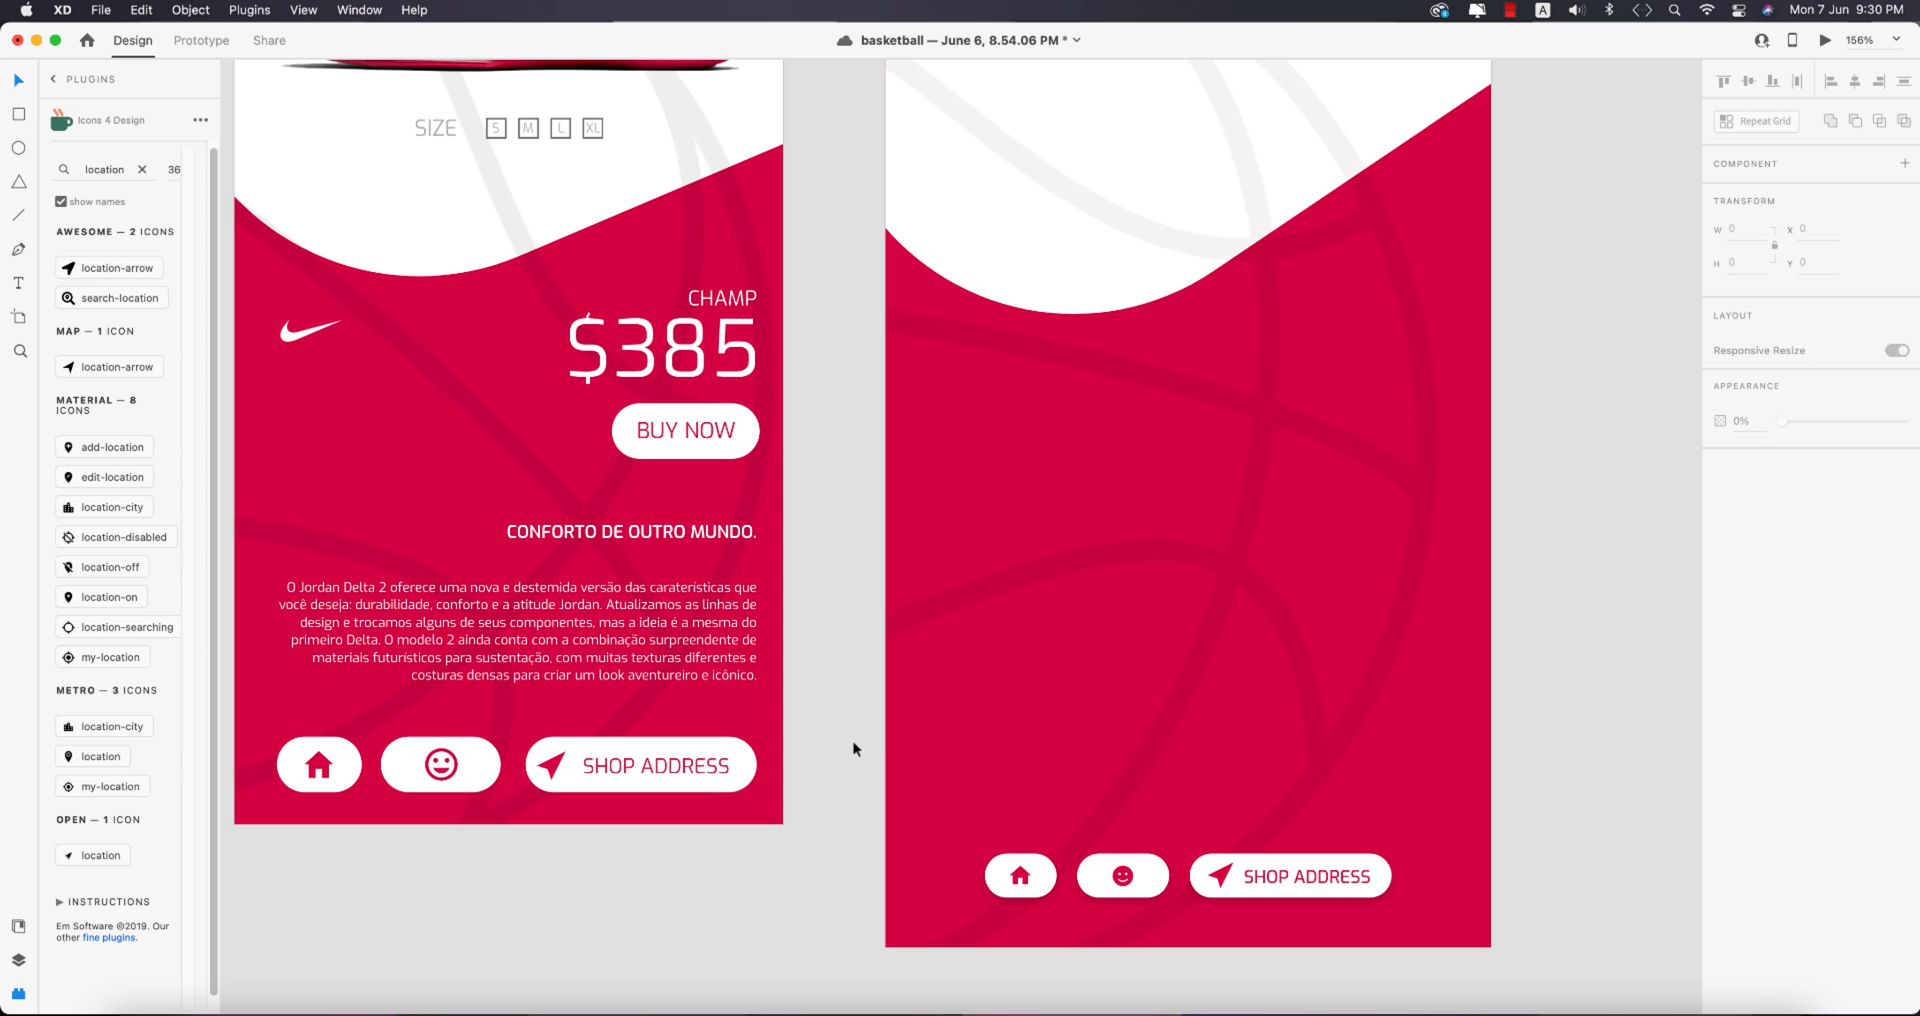 XD File Edit Object Plugins View Window Help
A
Mon 7 Jun 9:30 PM
Design Prototype Share
basketball — June 6, 8.54.06 PM *
156%
PLUGINS
Icons 4 Design
location
36
show names
AWESOME — 2 ICONS
location-arrow
search-location
MAP — 1 ICON
location-arrow
MATERIAL — 8
ICONS
add-location
edit-location
location-city
location-disabled
location-off
location-on
location-searching
my-location
METRO — 3 ICONS
location-city
location
my-location
OPEN — 1 ICON
location
INSTRUCTIONS
Em Software ©2019. Our
other fine plugins.
SIZE S M L XL
CHAMP
$385
BUY NOW
CONFORTO DE OUTRO MUNDO.
O Jordan Delta 2 oferece uma nova e destemida versão das caraterísticas que
você deseja: durabilidade, conforto e a atitude Jordan. Atualizamos as linhas de
design e trocamos alguns de seus componentes, mas a ideia é a mesma do
primeiro Delta. O modelo 2 ainda conta com a combinação surpreendente de
materiais futurísticos para sustentação, com muitas texturas diferentes e
costuras densas para criar um look aventureiro e icônico.
SHOP ADDRESS
SHOP ADDRESS
Repeat Grid
COMPONENT
TRANSFORM
W 0 X 0
H 0 Y 0
LAYOUT
Responsive Resize
APPEARANCE
0%